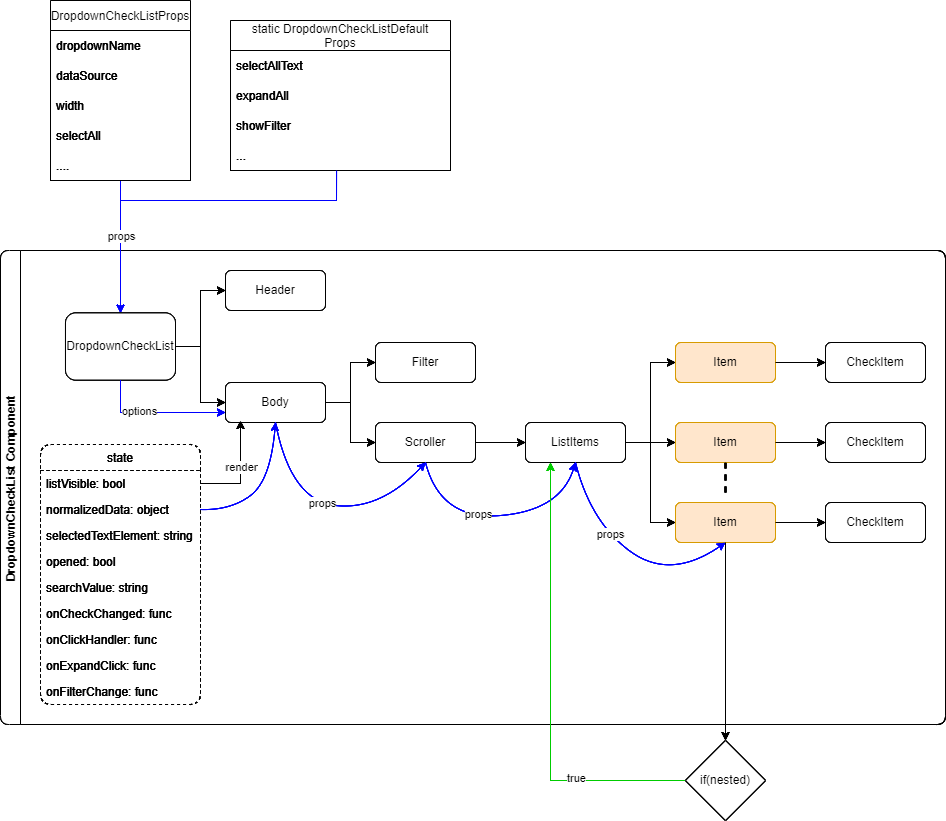 DropdownCheckListProps
dropdownName
dataSource
width
selectAll
....
static DropdownCheckListDefault
Props
selectAllText
expandAll
showFilter
...
props
DropdownCheckList Component
DropdownCheckList
Header
options
Body
Filter
Scroller
ListItems
Item
CheckItem
Item
CheckItem
Item
CheckItem
render
props
props
props
state
listVisible: bool
normalizedData: object
selectedTextElement: string
opened: bool
searchValue: string
onCheckChanged: func
onClickHandler: func
onExpandClick: func
onFilterChange: func
true
if(nested)